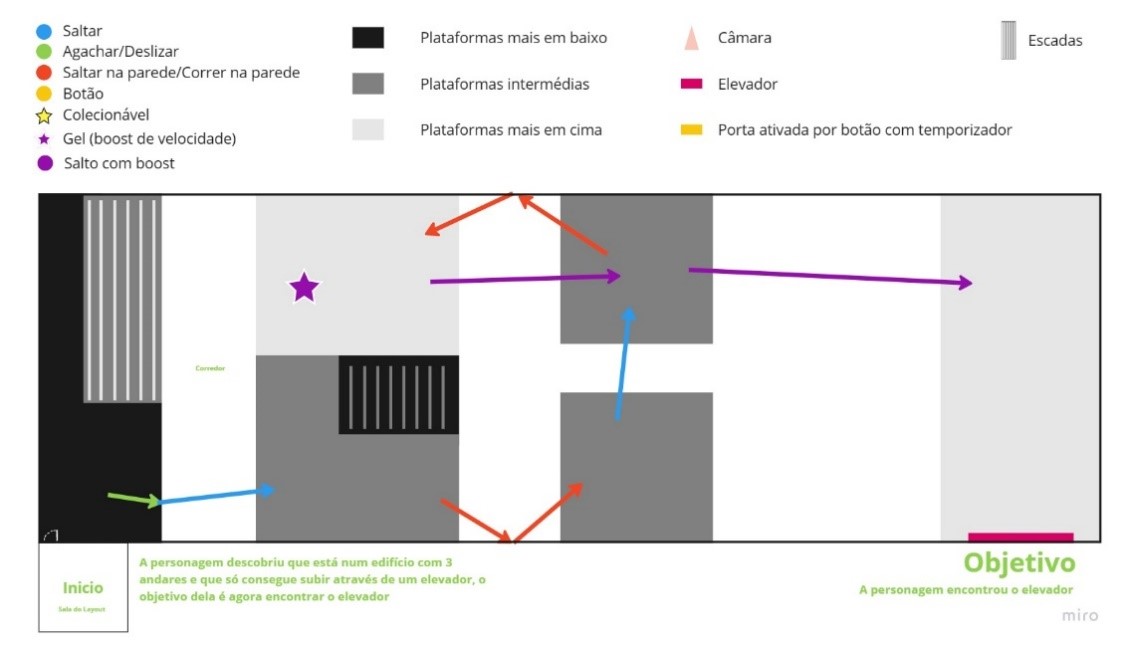 Saltar
Agachar/Deslizar
Saltar na parede/Correr na parede
Botão
Colecionável
Gel (boost de velocidade)
Salto com boost
Plataformas mais em baixo
Plataformas intermédias
Plataformas mais em cima
Câmara
Elevador
Porta ativada por botão com temporizador
Escadas
Corredor
Inicio
Sala do Layout
A personagem descobriu que está num edifício com 3
andares e que só consegue subir através de um elevador, o
objetivo dela é agora encontrar o elevador
Objetivo
A personagem encontrou o elevador
miro